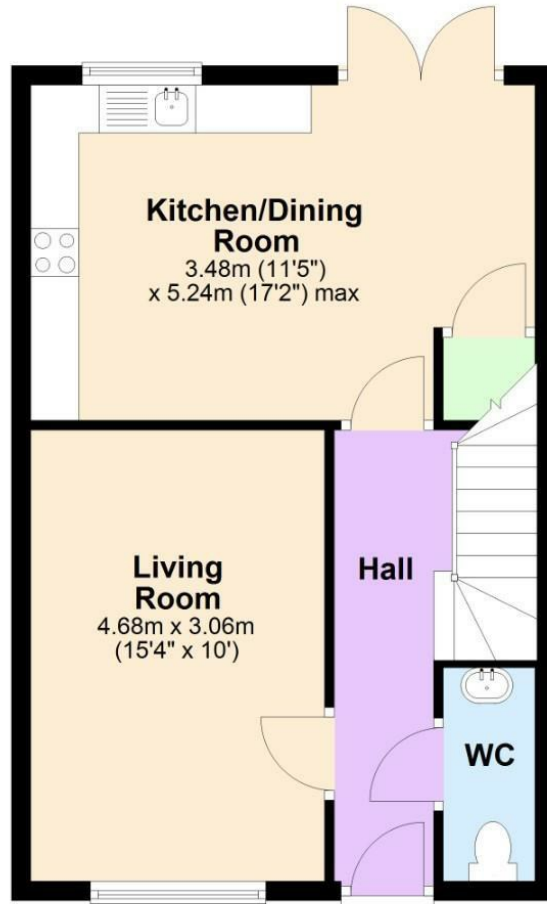 Kitchen/Dining
Room
3.48m (11'5")
x 5.24m (17'2") max
Living
Room
4.68m x 3.06m
(15'4" x 10')
Hall
WC